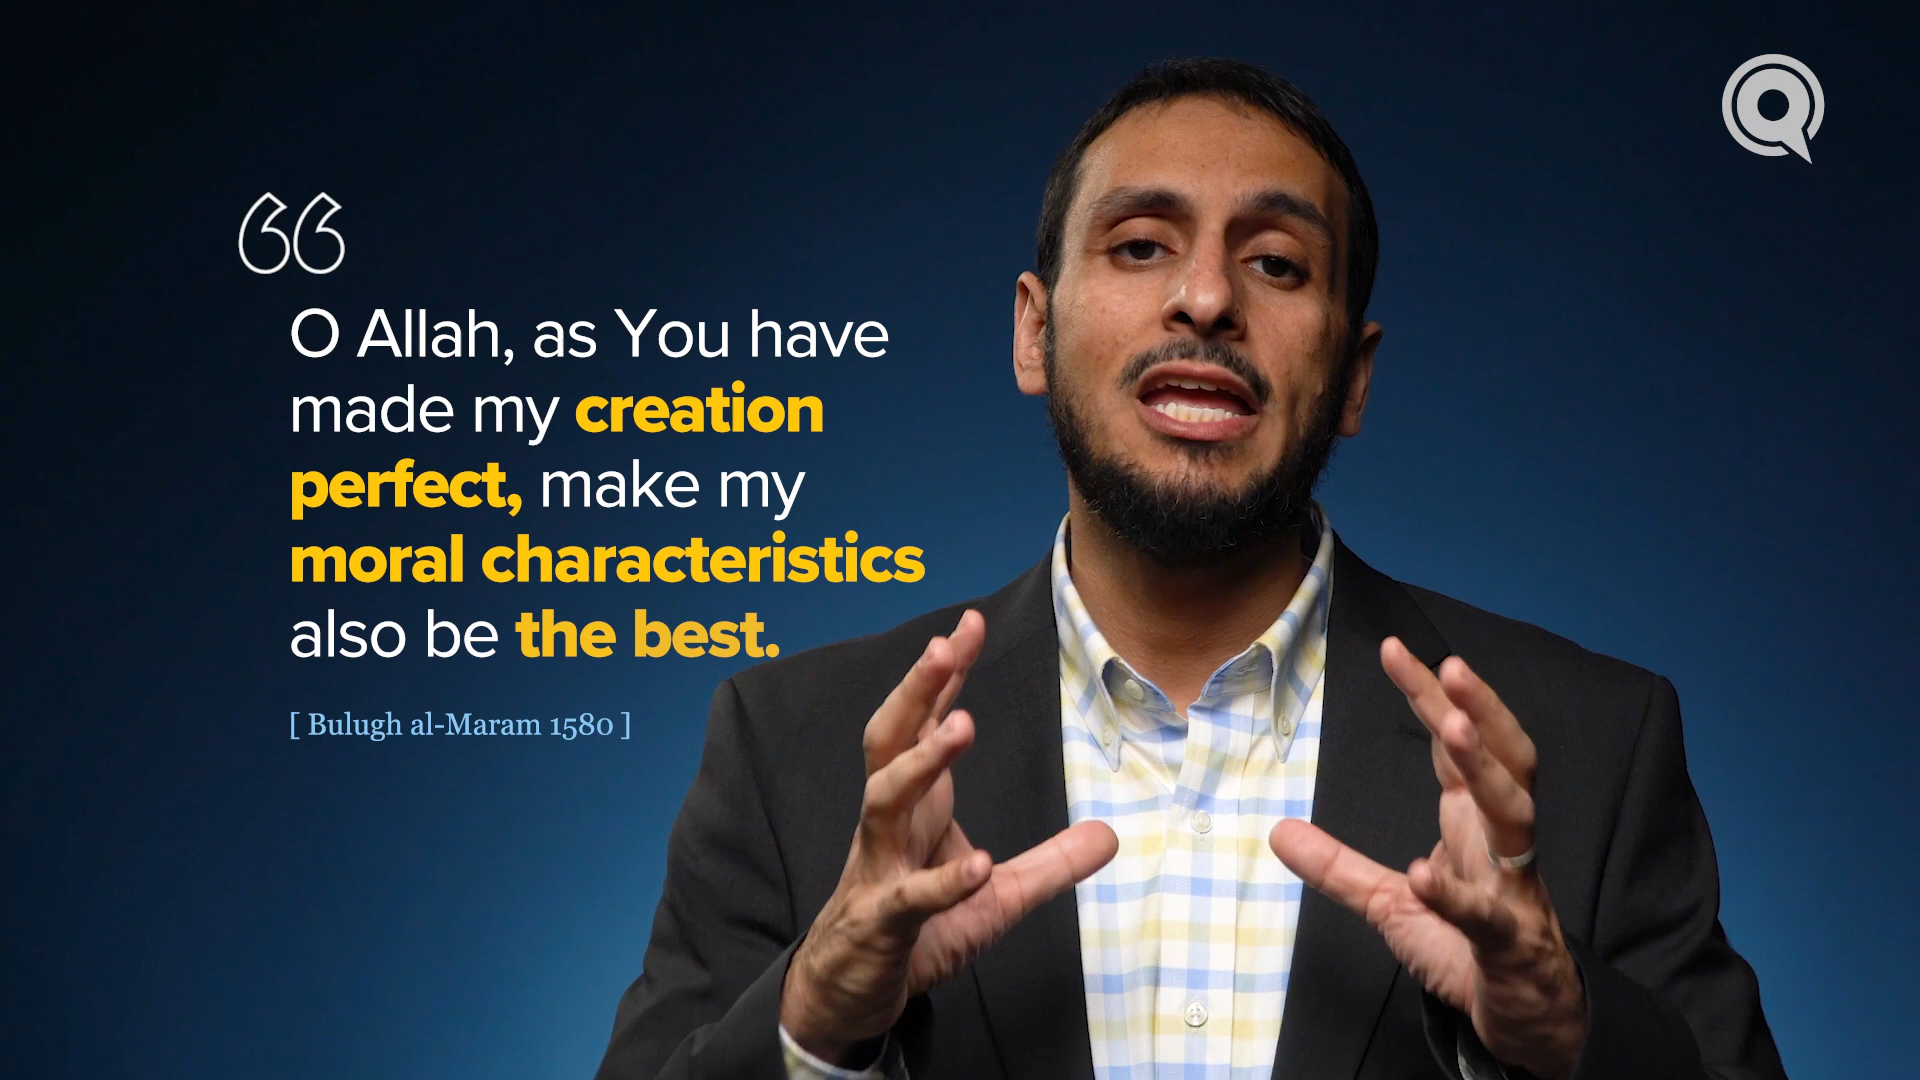 O Allah, as You have
made my creation
perfect, make my
moral characteristics
also be the best.
[ Bulugh al-Maram 1580 ]